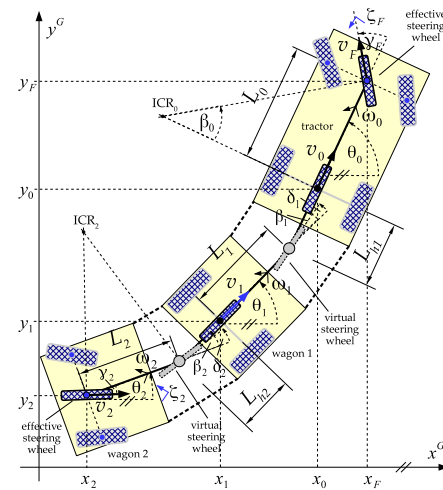 y^G
ζ_F
effective
steering
wheel
v_F
γ_F
y_F
L_0
ICR_0
β_0
ω_0
tractor
v_0
θ_0
y_0
δ_1
β_1
ICR_2
L_1
L_h1
v_1
ω_1
θ_1
virtual
steering
wheel
y_1
L_2
wagon 1
ω_2
β_2
γ_2
θ_2
ζ_2
L_h2
y_2
v_2
effective
steering
wheel
virtual
steering
wheel
wagon 2
x^G
x_2
x_1
x_0
x_F